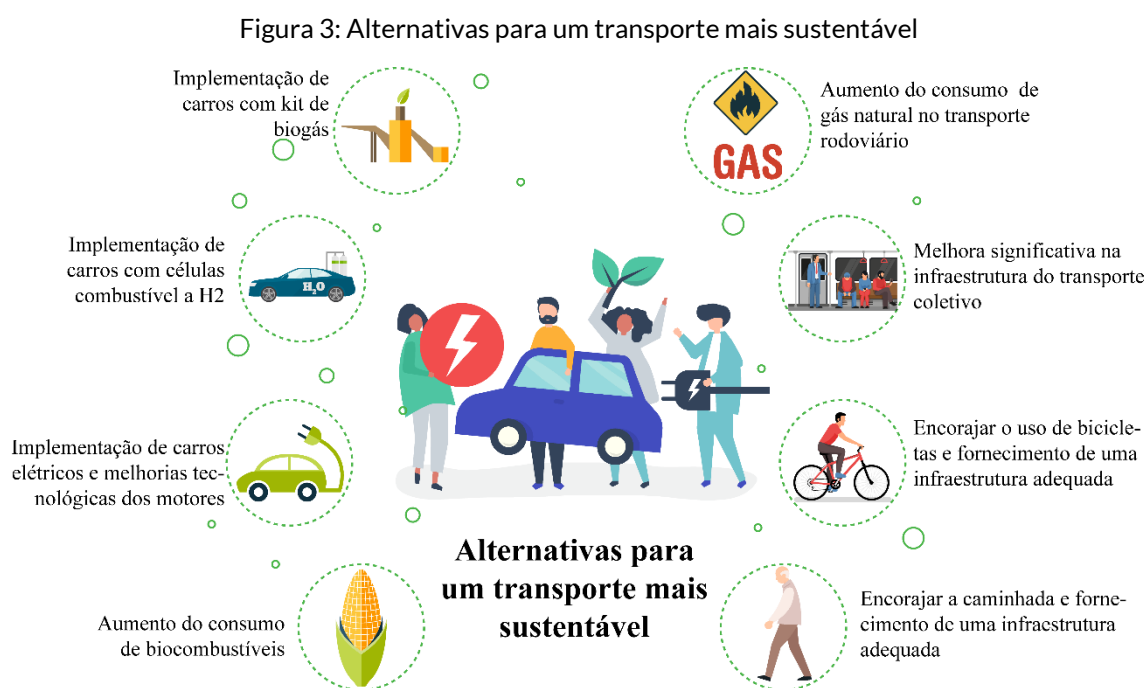 Figura 3: Alternativas para um transporte mais sustentável
Implementação de
carros com kit de
biogás
GAS
Aumento do consumo de
gás natural no transporte
rodoviário
Implementação de
carros com células
combustível a H2
H2O
Melhora significativa na
infraestrutura do transporte
coletivo
Implementação de carros
elétricos e melhorias tec-
nológicas dos motores
Encorajar o uso de bicicle-
tas e fornecimento de uma
infraestrutura adequada
Alternativas para
um transporte mais
sustentável
Aumento do consumo
de biocombustíveis
Encorajar a caminhada e forne-
cimento de uma infraestrutura
adequada